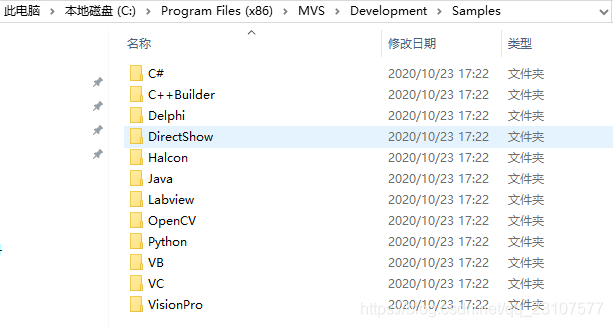 此电脑 > 本地磁盘 (C:) > Program Files (x86) > MVS > Development > Samples
名称 修改日期 类型
C# 2020/10/23 17:22 文件夹
C++Builder 2020/10/23 17:22 文件夹
Delphi 2020/10/23 17:22 文件夹
DirectShow 2020/10/23 17:22 文件夹
Halcon 2020/10/23 17:22 文件夹
Java 2020/10/23 17:22 文件夹
Labview 2020/10/23 17:22 文件夹
OpenCV 2020/10/23 17:22 文件夹
Python 2020/10/23 17:22 文件夹
VB 2020/10/23 17:22 文件夹
VC 2020/10/23 17:22 文件夹
VisionPro 2020/10/23 17:22 文件夹
https://blog.csdn.net/qq_23107577